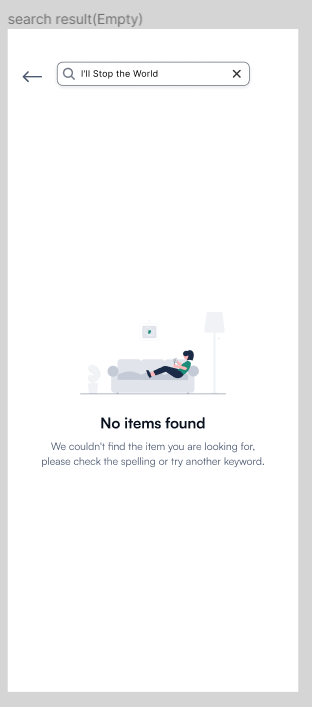 search result(Empty)
I'll Stop the World
No items found
We couldn't find the item you are looking for,
please check the spelling or try another keyword.